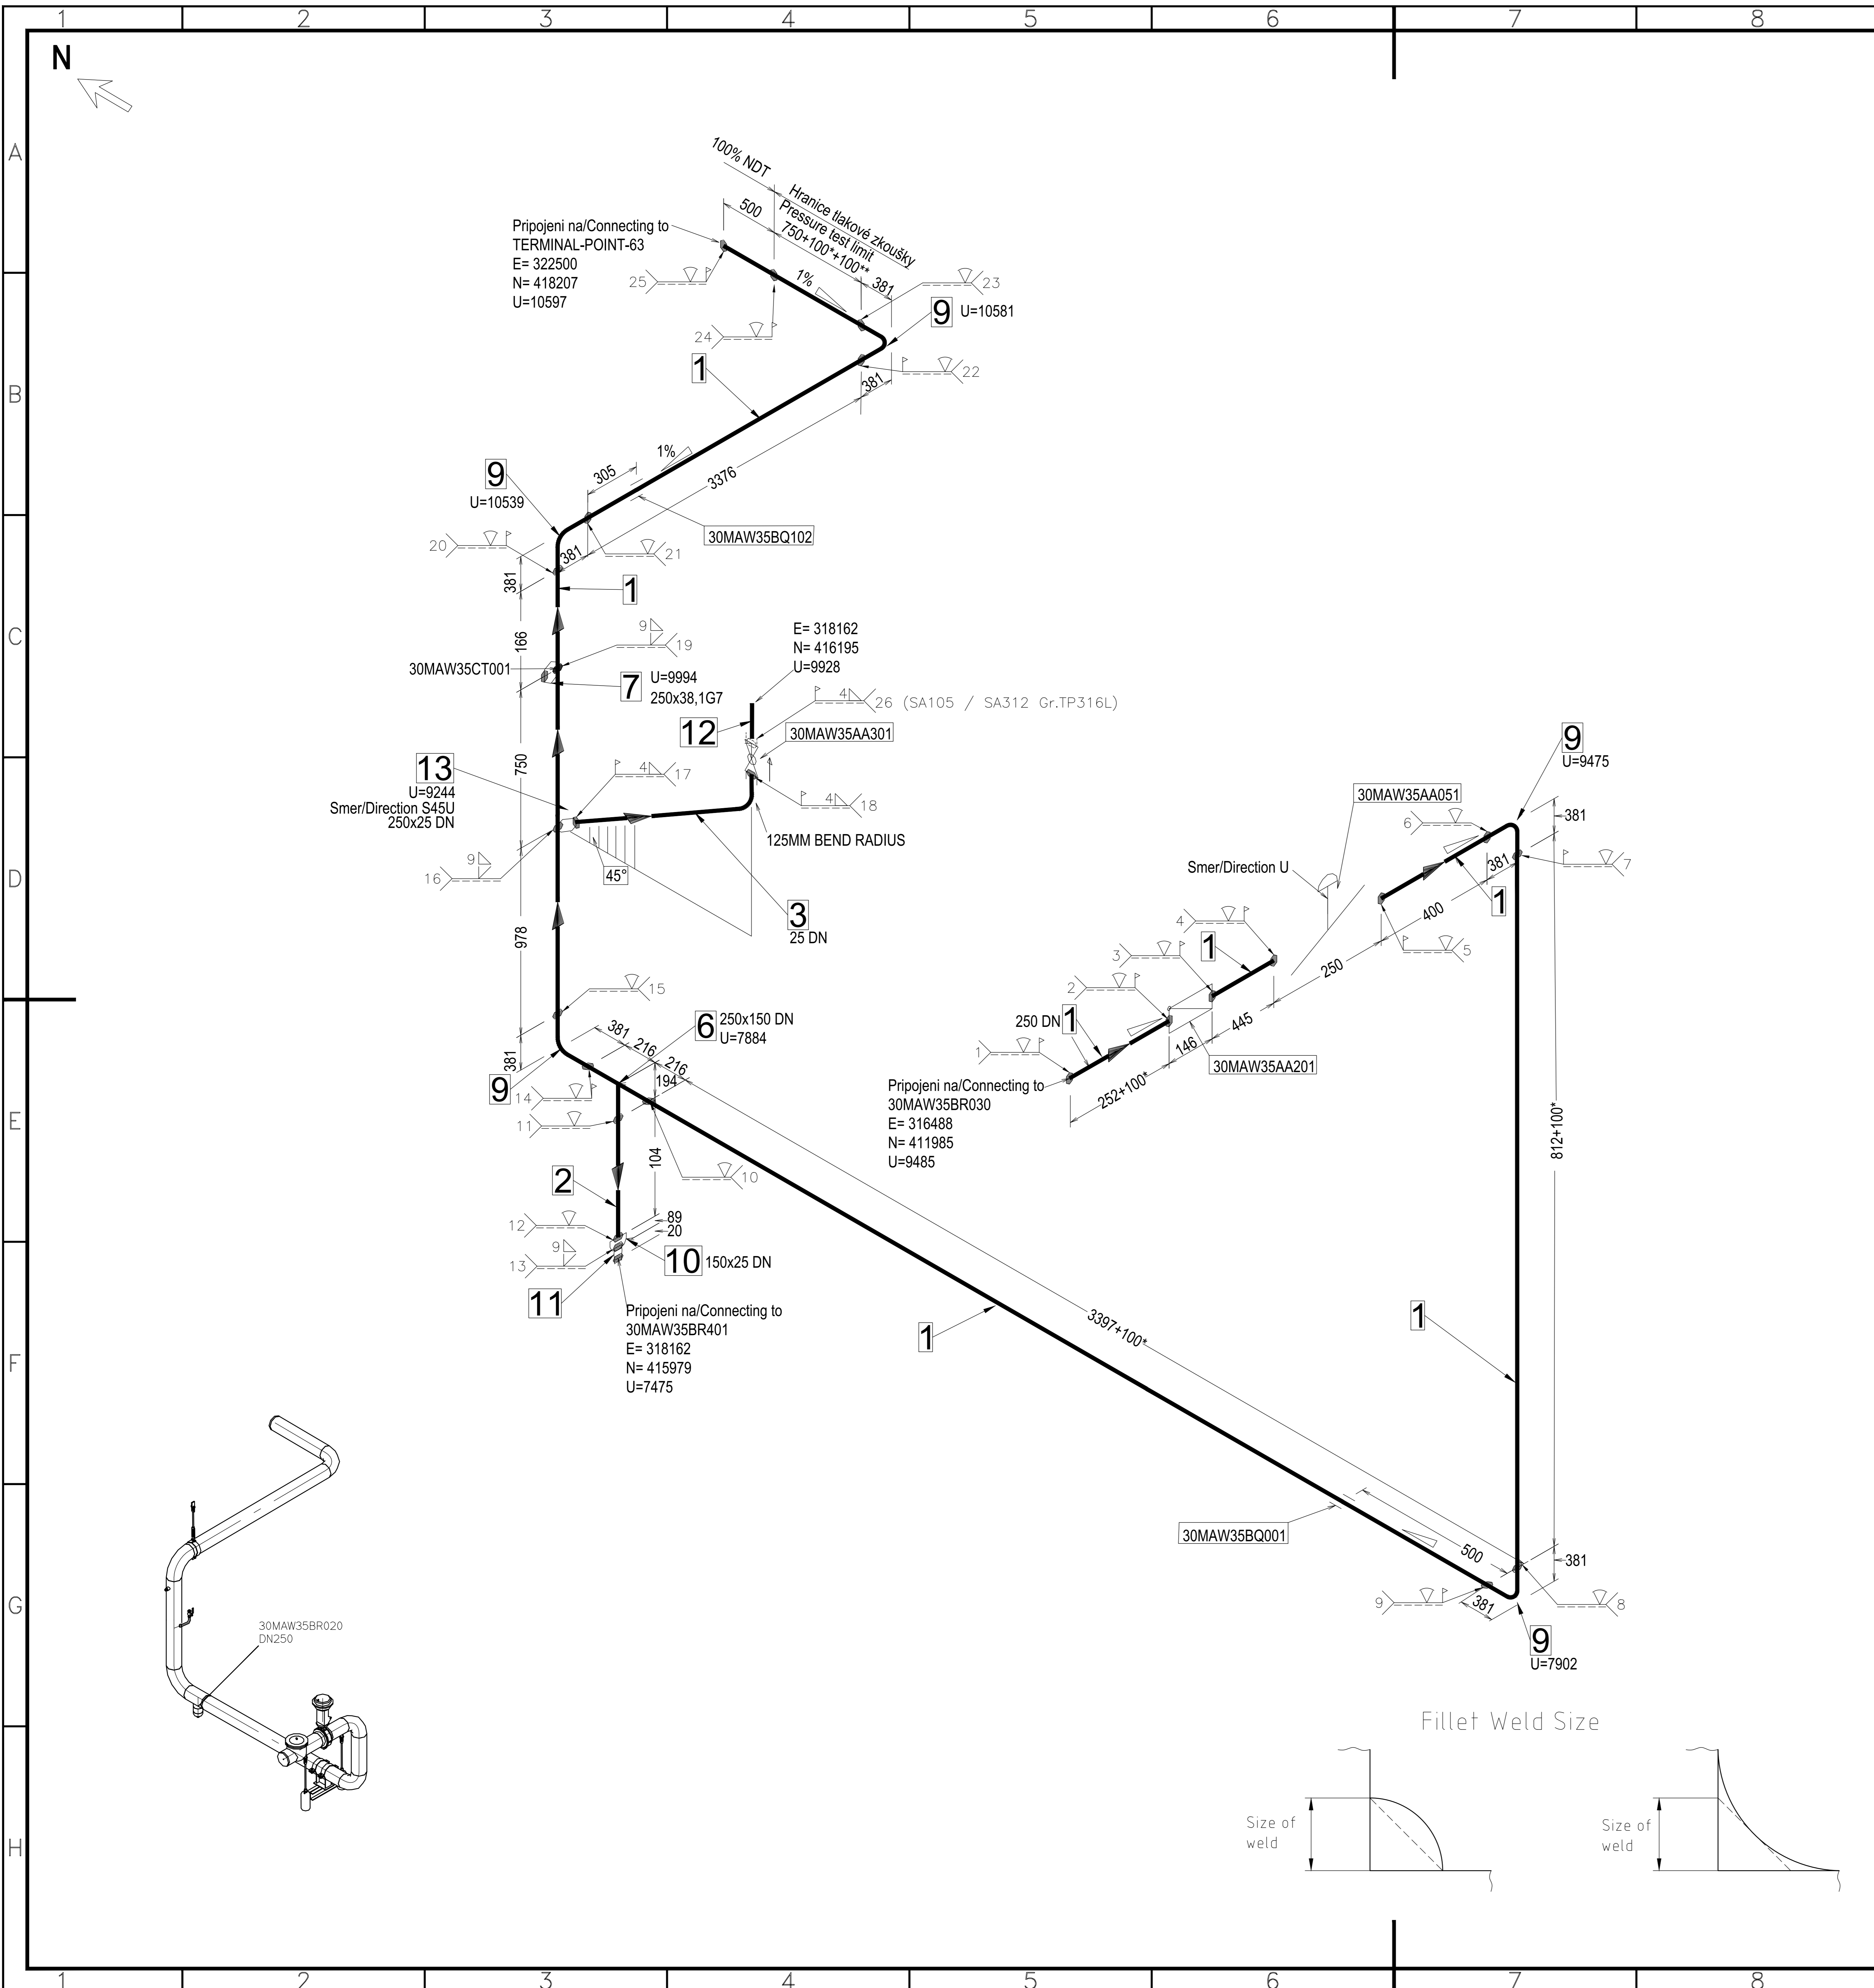 1 2 3 4 5 6 7 8
N
A
B
C
D
E
F
G
H
100% NDT
Hranice tlakové zkoušky
Pressure test limit
500
750+100*+100**
Pripojeni na/Connecting to
TERMINAL-POINT-63
E= 322500
N= 418207
U=10597
1%
381
25
23
9
U=10581
24
22
1
381
1%
305
3376
9
U=10539
30MAW35BQ102
20
381
21
381
1
166
9
19
E= 318162
N= 416195
U=9928
30MAW35CT001
7
U=9994
250x38,1G7
4
26 (SA105 / SA312 Gr.TP316L)
12
30MAW35AA301
13
U=9244
Smer/Direction S45U
250x25 DN
750
4
17
4
18
125MM BEND RADIUS
9
16
45°
3
25 DN
978
9
U=9475
30MAW35AA051
6
381
7
Smer/Direction U
381
1
400
5
4
1
3
250
2
250 DN
1
445
1
146
30MAW35AA201
252+100*
Pripojeni na/Connecting to
30MAW35BR030
E= 316488
N= 411985
U=9485
812+100*
15
6
250x150 DN
U=7884
381
216
216
194
381
9
14
11
104
10
2
12
89
20
9
13
10
150x25 DN
11
Pripojeni na/Connecting to
30MAW35BR401
E= 318162
N= 415979
U=7475
3397+100*
1
1
30MAW35BQ001
500
381
9
381
8
9
U=7902
30MAW35BR020
DN250
Fillet Weld Size
Size of
weld
Size of
weld
1 2 3 4 5 6 7 8